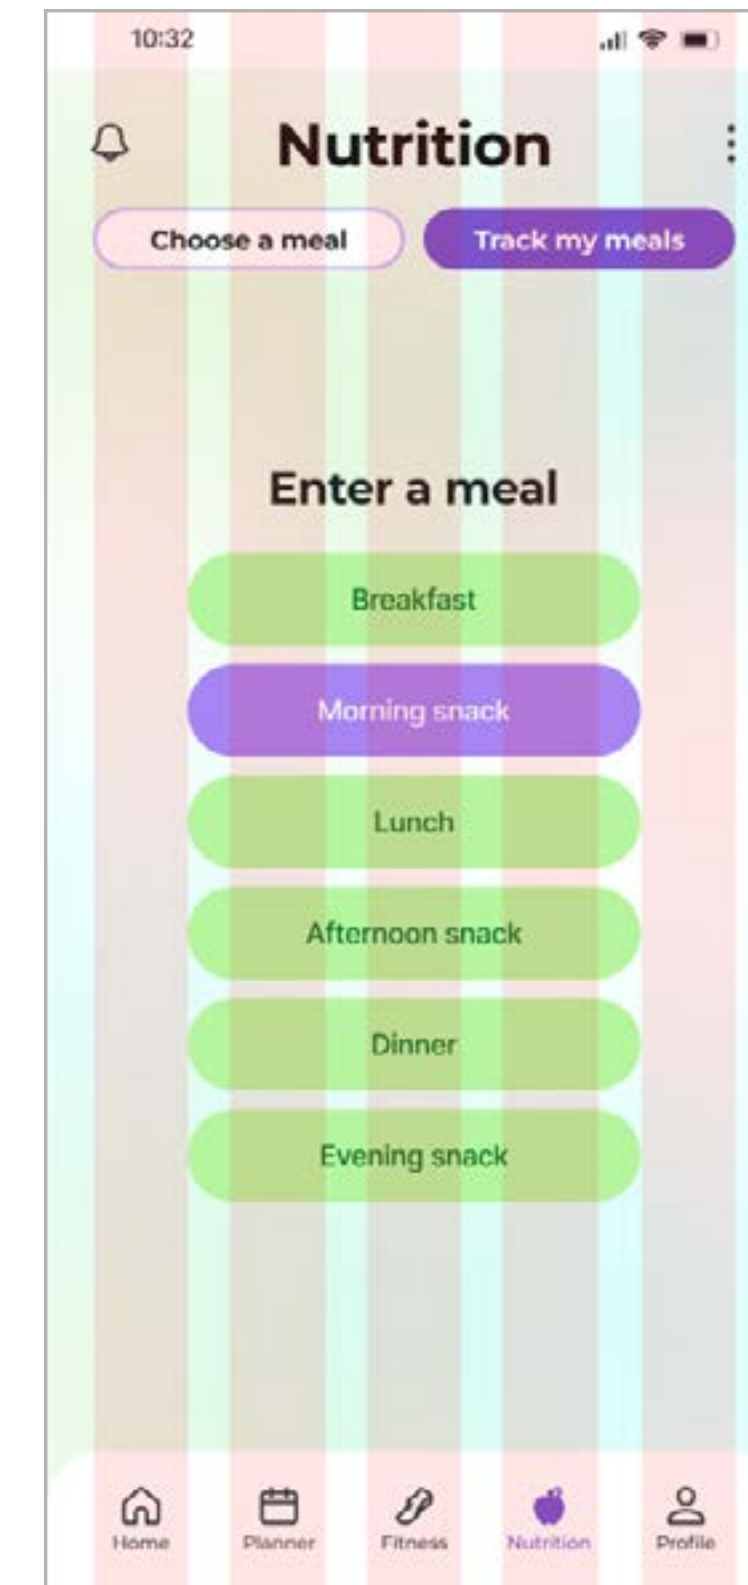 10:32
Nutrition
Choose a meal
Track my meals
Enter a meal
Breakfast
Morning snack
Lunch
Afternoon snack
Dinner
Evening snack
Home
Planner
Fitness
Nutrition
Profile